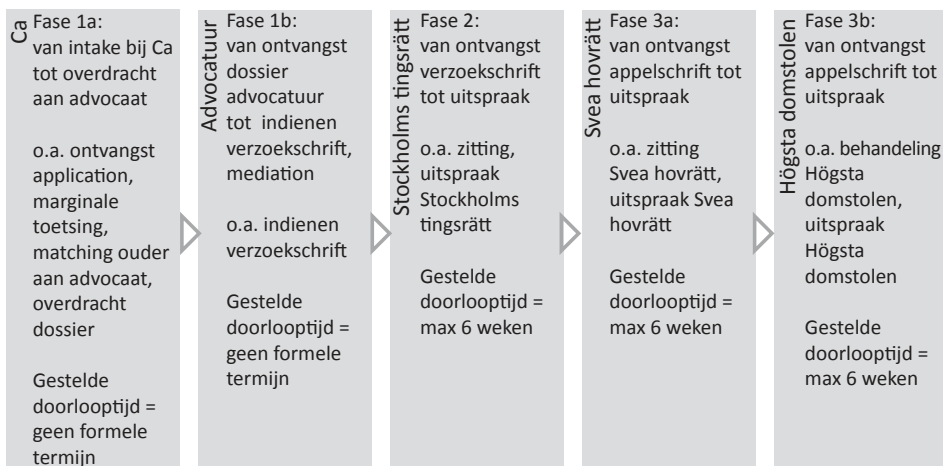 Ca
Fase 1a:
van intake bij Ca
tot overdracht
aan advocaat
o.a. ontvangst
application,
marginale
toetsing,
matching ouder
aan advocaat,
overdracht
dossier
Gestelde
doorlooptijd =
geen formele
termijn
Advocatuur
Fase 1b:
van ontvangst
dossier
advocatuur
tot indienen
verzoekschrift,
mediation
o.a. indienen
verzoekschrift
Gestelde
doorlooptijd =
geen formele
termijn
Stockholms tingsrätt
Fase 2:
van ontvangst
verzoekschrift
tot uitspraak
o.a. zitting,
uitspraak
Stockholms
tingsrätt
Gestelde
doorlooptijd =
max 6 weken
Svea hovrätt
Fase 3a:
van ontvangst
appelschrift tot
uitspraak
o.a. zitting
Svea hovrätt,
uitspraak Svea
hovrätt
Gestelde
doorlooptijd =
max 6 weken
Högsta domstolen
Fase 3b:
van ontvangst
appelschrift tot
uitspraak
o.a. behandeling
Högsta
domstolen,
uitspraak
Högsta
domstolen
Gestelde
doorlooptijd =
max 6 weken